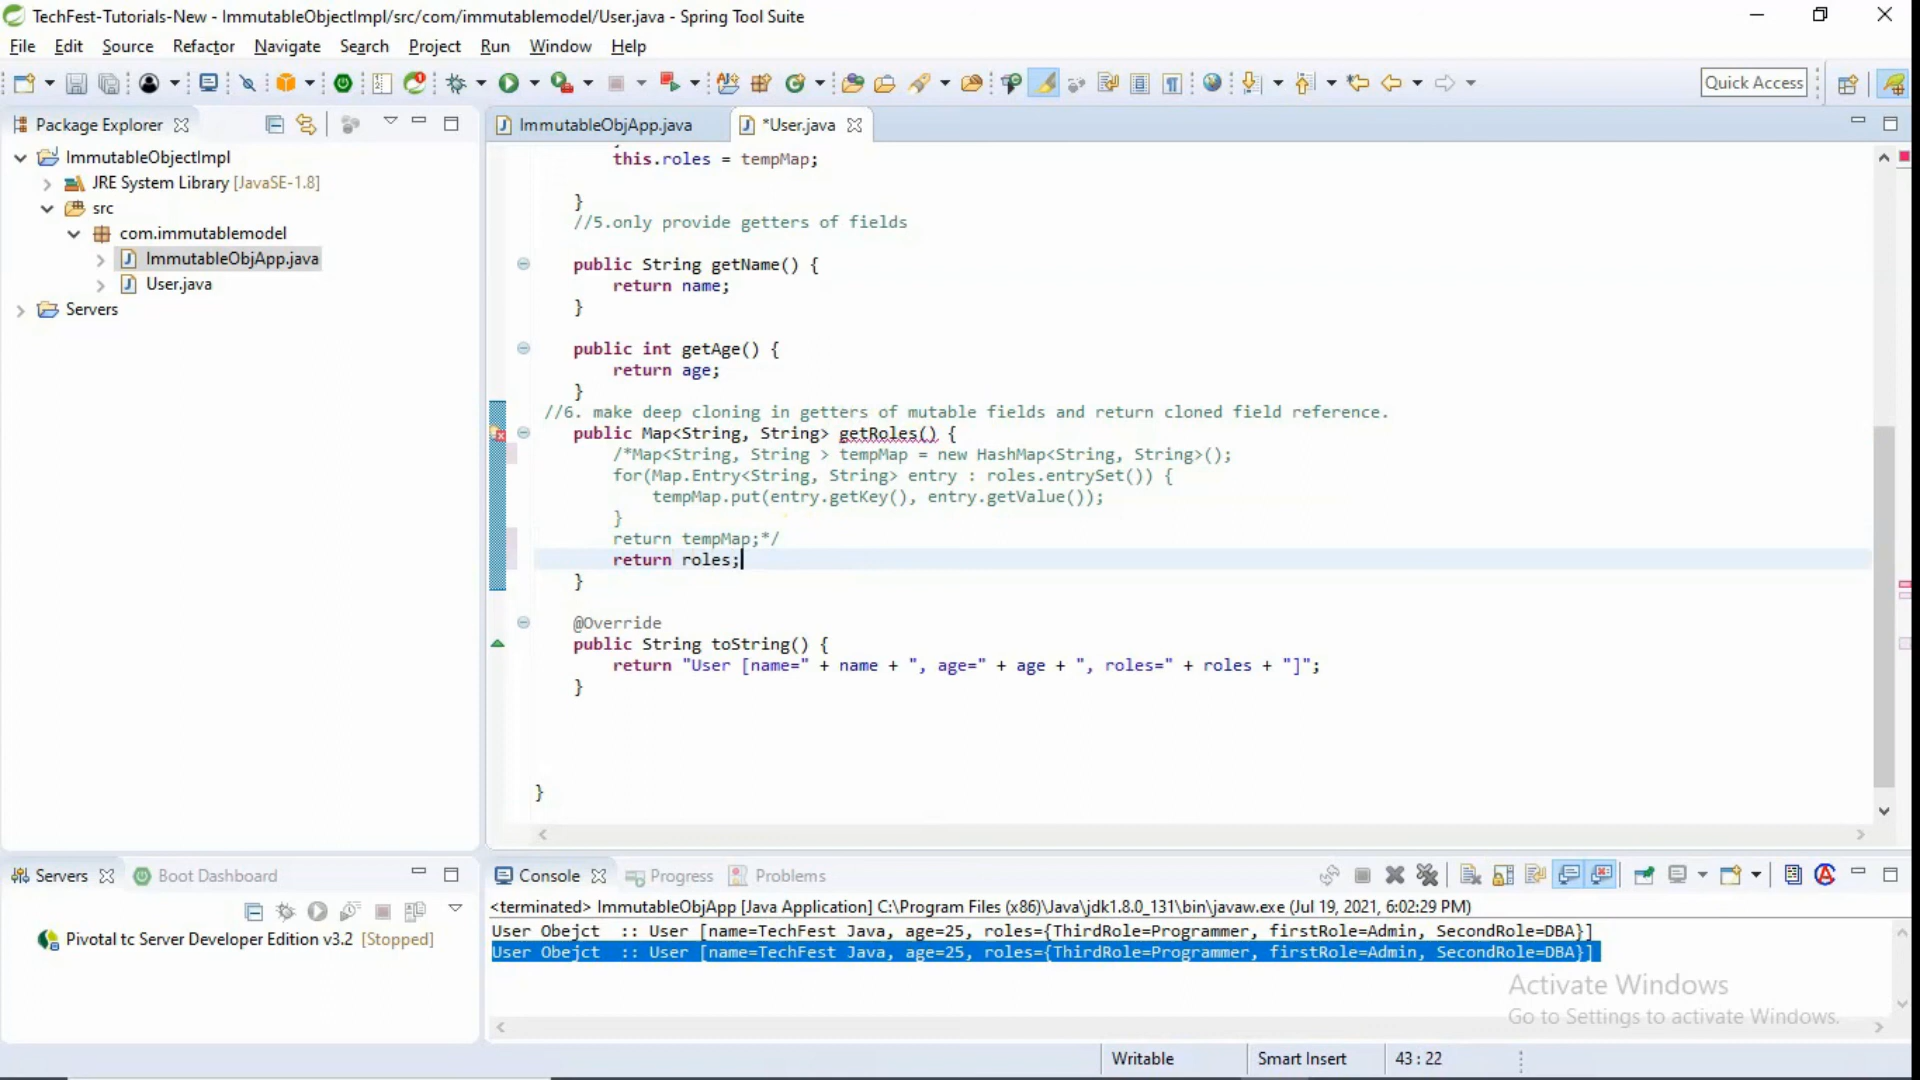 TechFest-Tutorials-New - ImmutableObjectImpl/src/com/immutablemodel/User.java - Spring Tool Suite
File Edit Source Refactor Navigate Search Project Run Window Help
Quick Access
Package Explorer
ImmutableObjectImpl
JRE System Library [JavaSE-1.8]
src
com.immutablemodel
ImmutableObjApp.java
User.java
Servers
ImmutableObjApp.java
*User.java
this.roles = tempMap;
}
//5.only provide getters of fields
public String getName() {
return name;
}
public int getAge() {
return age;
}
//6. make deep cloning in getters of mutable fields and return cloned field reference.
public Map<String, String> getRoles() {
/*Map<String, String > tempMap = new HashMap<String, String>();
for(Map.Entry<String, String> entry : roles.entrySet()) {
tempMap.put(entry.getKey(), entry.getValue());
}
return tempMap;*/
return roles;
}
@Override
public String toString() {
return "User [name=" + name + ", age=" + age + ", roles=" + roles + "]";
}
}
Servers
Boot Dashboard
Pivotal tc Server Developer Edition v3.2 [Stopped]
Console
Progress
Problems
<terminated> ImmutableObjApp [Java Application] C:\Program Files (x86)\Java\jdk1.8.0_131\bin\javaw.exe (Jul 19, 2021, 6:02:29 PM)
User Obejct :: User [name=TechFest Java, age=25, roles={ThirdRole=Programmer, firstRole=Admin, SecondRole=DBA}]
User Obejct :: User [name=TechFest Java, age=25, roles={ThirdRole=Programmer, firstRole=Admin, SecondRole=DBA}]
Activate Windows
Go to Settings to activate Windows.
Writable
Smart Insert
43 : 22